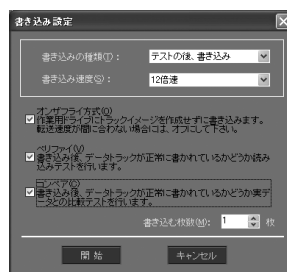 書き込み設定
書き込みの種類(T)： テストの後、書き込み
書き込み速度(S)： 12倍速
オンザフライ方式(O)
作業用ドライブにトラックイメージを作成せずに書き込みます。
転送速度が間に合わない場合には、オフにして下さい。
ベリファイ(V)
書き込み後、データトラックが正常に書かれているかどうか読み
込みテストを行います。
コンペア(C)
書き込み後、データトラックが正常に書かれているかどうか実デ
ータとの比較テストを行います。
書き込む枚数(M)： 1 枚
開 始 キャンセル